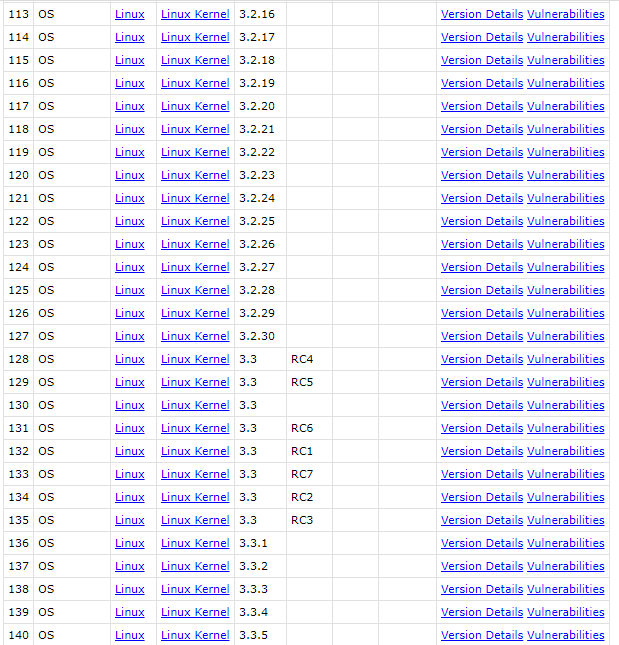 113 OS Linux Linux Kernel 3.2.16 Version Details Vulnerabilities
114 OS Linux Linux Kernel 3.2.17 Version Details Vulnerabilities
115 OS Linux Linux Kernel 3.2.18 Version Details Vulnerabilities
116 OS Linux Linux Kernel 3.2.19 Version Details Vulnerabilities
117 OS Linux Linux Kernel 3.2.20 Version Details Vulnerabilities
118 OS Linux Linux Kernel 3.2.21 Version Details Vulnerabilities
119 OS Linux Linux Kernel 3.2.22 Version Details Vulnerabilities
120 OS Linux Linux Kernel 3.2.23 Version Details Vulnerabilities
121 OS Linux Linux Kernel 3.2.24 Version Details Vulnerabilities
122 OS Linux Linux Kernel 3.2.25 Version Details Vulnerabilities
123 OS Linux Linux Kernel 3.2.26 Version Details Vulnerabilities
124 OS Linux Linux Kernel 3.2.27 Version Details Vulnerabilities
125 OS Linux Linux Kernel 3.2.28 Version Details Vulnerabilities
126 OS Linux Linux Kernel 3.2.29 Version Details Vulnerabilities
127 OS Linux Linux Kernel 3.2.30 Version Details Vulnerabilities
128 OS Linux Linux Kernel 3.3 RC4 Version Details Vulnerabilities
129 OS Linux Linux Kernel 3.3 RC5 Version Details Vulnerabilities
130 OS Linux Linux Kernel 3.3 Version Details Vulnerabilities
131 OS Linux Linux Kernel 3.3 RC6 Version Details Vulnerabilities
132 OS Linux Linux Kernel 3.3 RC1 Version Details Vulnerabilities
133 OS Linux Linux Kernel 3.3 RC7 Version Details Vulnerabilities
134 OS Linux Linux Kernel 3.3 RC2 Version Details Vulnerabilities
135 OS Linux Linux Kernel 3.3 RC3 Version Details Vulnerabilities
136 OS Linux Linux Kernel 3.3.1 Version Details Vulnerabilities
137 OS Linux Linux Kernel 3.3.2 Version Details Vulnerabilities
138 OS Linux Linux Kernel 3.3.3 Version Details Vulnerabilities
139 OS Linux Linux Kernel 3.3.4 Version Details Vulnerabilities
140 OS Linux Linux Kernel 3.3.5 Version Details Vulnerabilities